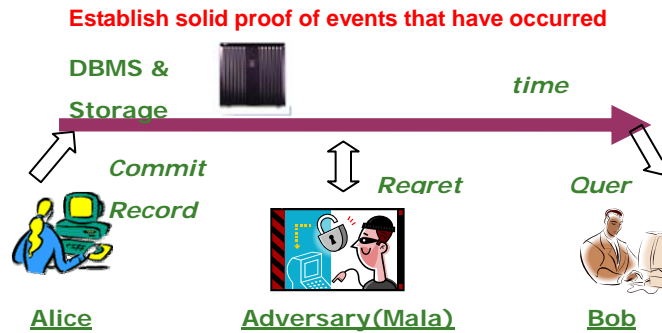 Establish solid proof of events that have occurred
DBMS &
Storage
time
Commit
Record
Regret
Quer
Alice
Adversary(Mala)
Bob